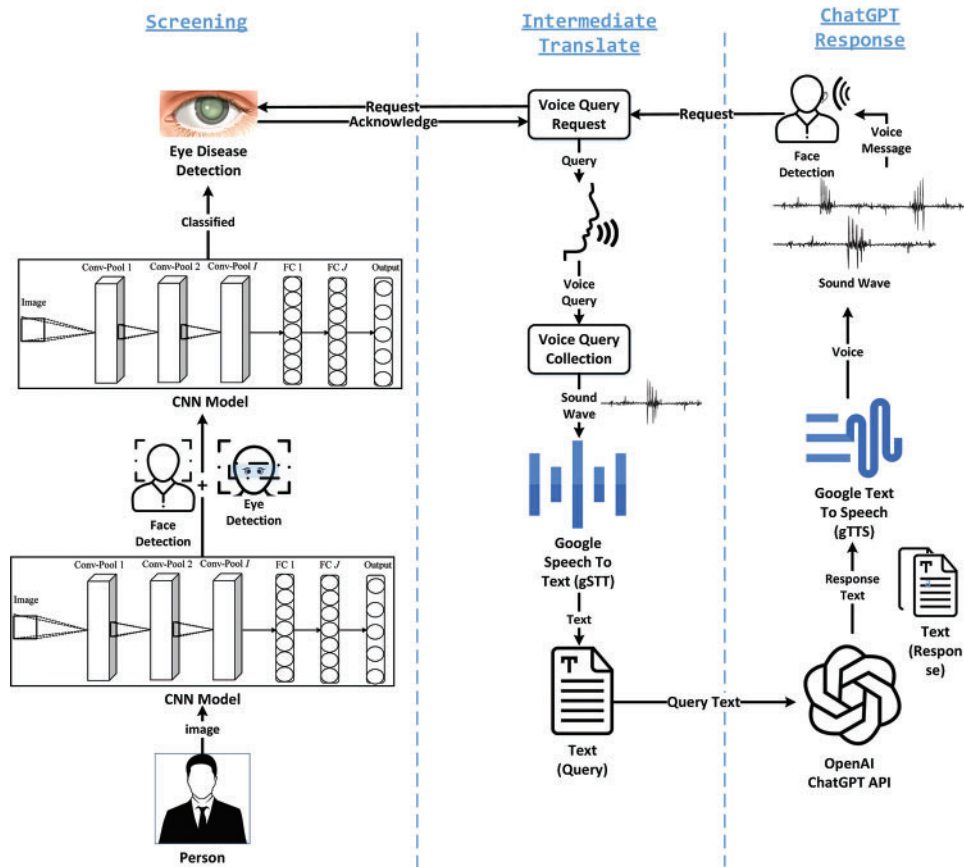 Screening
Intermediate
Translate
ChatGPT
Response
Request
Acknowledge
Eye Disease
Detection
Classified
Conv-Pool 1
Conv-Pool 2
Conv-Pool I
FC 1
FC J
Output
Image
CNN Model
Face
Detection
+
Eye
Detection
Conv-Pool 1
Conv-Pool 2
Conv-Pool I
FC 1
FC J
Output
Image
CNN Model
image
Person
Voice Query
Request
Query
Voice
Query
Voice Query
Collection
Sound
Wave
Google
Speech To
Text (gSTT)
Text
T
Text
(Query)
Query Text
Request
Face
Detection
Voice
Message
Sound Wave
Voice
Google Text
To Speech
(gTTS)
Response
Text
T
Text
(Respon
se)
OpenAI
ChatGPT API